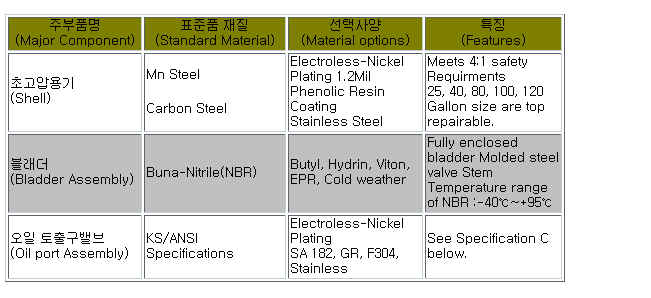 주부품명
(Major Component)
표준품 재질
(Standard Material)
선택사양
(Material options)
특징
(Features)
초고압용기
(Shell)
Mn Steel
Carbon Steel
Electroless-Nickel
Plating 1.2Mil
Phenolic Resin
Coating
Stainless Steel
Meets 4:1 safety
Requirments
25, 40, 80, 100, 120
Gallon size are top
repairable.
블래더
(Bladder Assembly)
Buna-Nitrile(NBR)
Butyl, Hydrin, Viton,
EPR, Cold weather
Fully enclosed
bladder Molded steel
valve Stem
Temperature range
of NBR :-40℃~+95℃
오일 토출구밸브
(Oil port Assembly)
KS/ANSI
Specifications
Electroless-Nickel
Plating
SA 182, GR, F304,
Stainless
See Specification C
below.